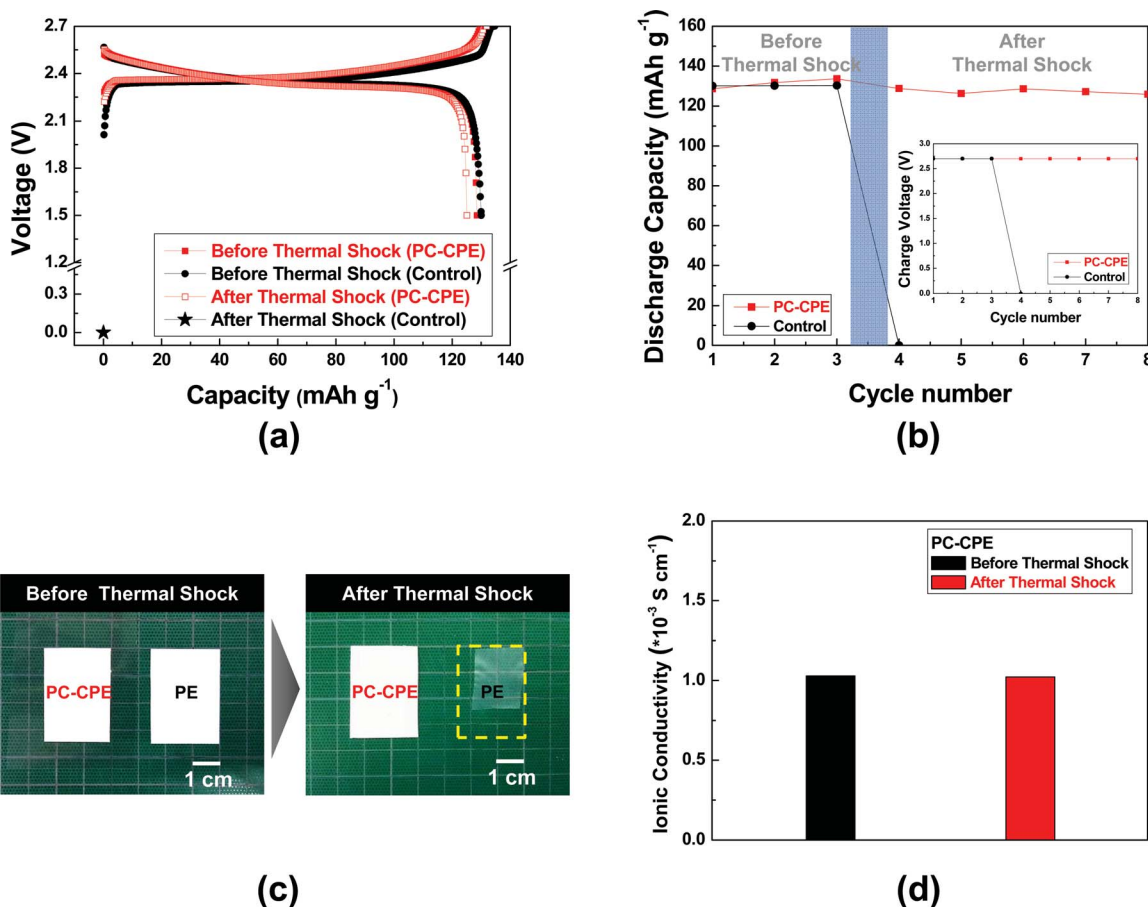 2.7
2.4
2.1
1.8
1.5
1.2
0.3
0.0
Voltage (V)
Before Thermal Shock (PC-CPE)
Before Thermal Shock (Control)
After Thermal Shock (PC-CPE)
After Thermal Shock (Control)
0 20 40 60 80 100 120 140
Capacity (mAh g⁻¹)
(a)
160
140
120
100
80
60
40
20
0
Discharge Capacity (mAh g⁻¹)
Before
Thermal Shock
After
Thermal Shock
3.0
2.5
2.0
1.5
1.0
0.5
0.0
Charge Voltage (V)
PC-CPE
Control
1 2 3 4 5 6 7 8
Cycle number
PC-CPE
Control
1 2 3 4 5 6 7 8
Cycle number
(b)
Before Thermal Shock
PC-CPE
PE
1 cm
After Thermal Shock
PC-CPE
PE
1 cm
(c)
2.0
1.5
1.0
0.5
0.0
Ionic Conductivity (*10⁻³ S cm⁻¹)
PC-CPE
Before Thermal Shock
After Thermal Shock
(d)